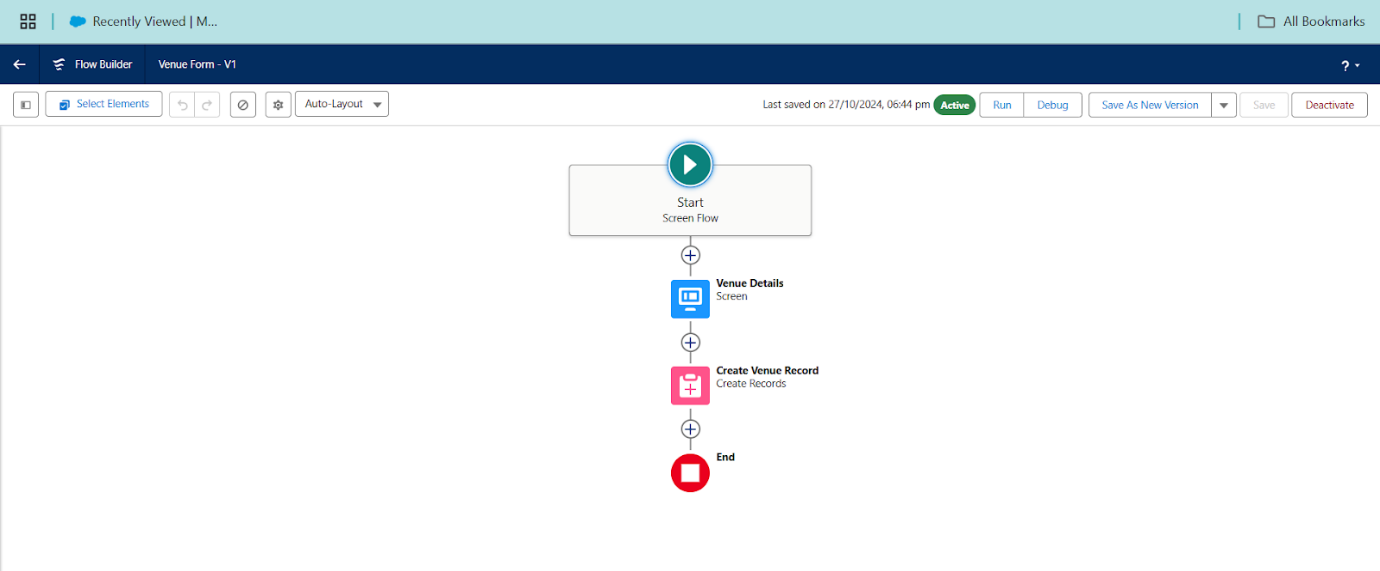 Recently Viewed | M...
All Bookmarks
Flow Builder
Venue Form - V1
?
Select Elements
Auto-Layout
Last saved on 27/10/2024, 06:44 pm
Active
Run
Debug
Save As New Version
Save
Deactivate
Start
Screen Flow
Venue Details
Screen
Create Venue Record
Create Records
End